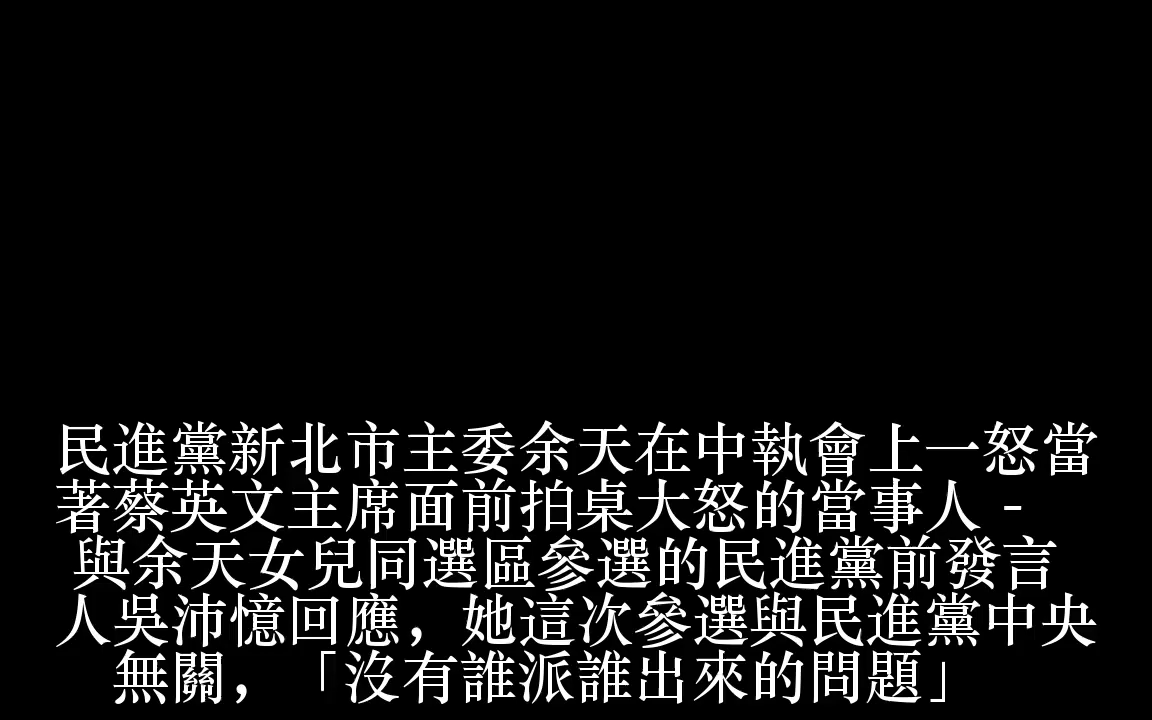 民進黨新北市主委余天在中執會上一怒當
著蔡英文主席面前拍桌大怒的當事人 -
與余天女兒同選區參選的民進黨前發言
人吳沛憶回應，她這次參選與民進黨中央
無關，「沒有誰派誰出來的問題」